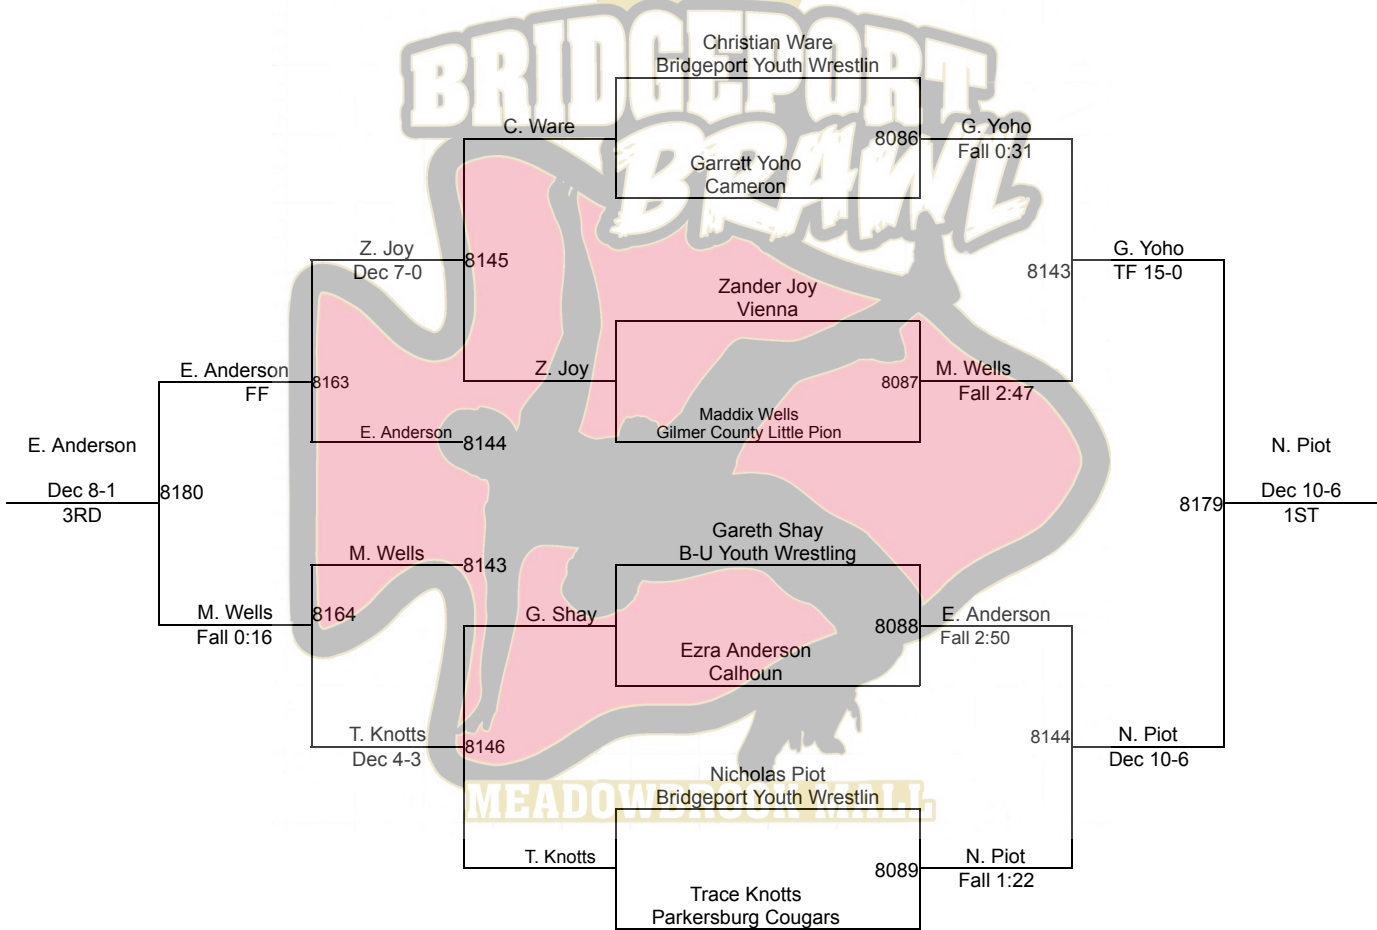 BRIDGEPORT
BRAWL
Christian Ware
Bridgeport Youth Wrestlin
C. Ware
8086
G. Yoho
Fall 0:31
Garrett Yoho
Cameron
Z. Joy
Dec 7-0
8145
8143
G. Yoho
TF 15-0
Zander Joy
Vienna
E. Anderson
FF
8163
Z. Joy
8087
M. Wells
Fall 2:47
Maddix Wells
Gilmer County Little Pion
E. Anderson
8144
E. Anderson
Dec 8-1
3RD
8180
N. Piot
8179
Dec 10-6
1ST
Gareth Shay
B-U Youth Wrestling
M. Wells
8143
M. Wells
Fall 0:16
8164
G. Shay
8088
E. Anderson
Fall 2:50
Ezra Anderson
Calhoun
T. Knotts
Dec 4-3
8146
8144
N. Piot
Dec 10-6
Nicholas Piot
Bridgeport Youth Wrestlin
MEADOWBROOK MALL
T. Knotts
8089
N. Piot
Fall 1:22
Trace Knotts
Parkersburg Cougars